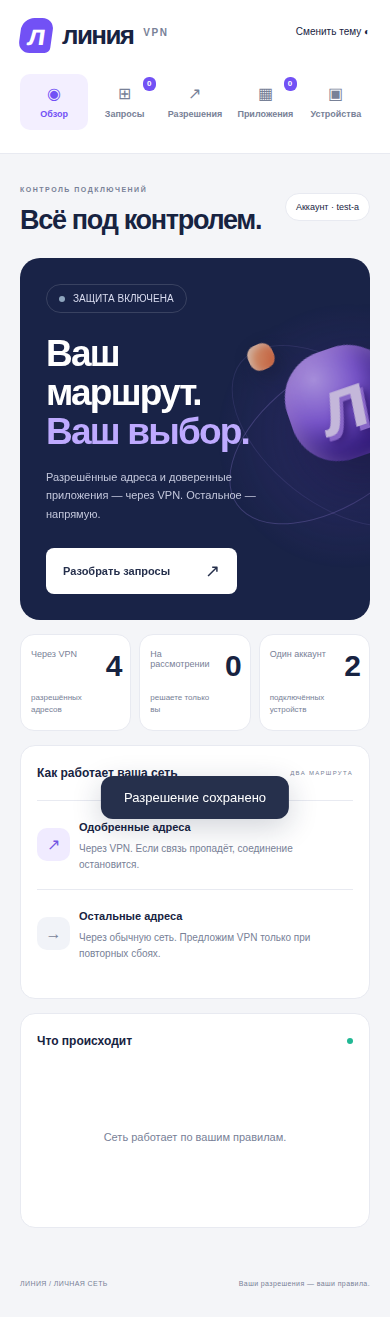 л линия VPN
Сменить тему
Обзор
Запросы 0
Разрешения
Приложения 0
Устройства
КОНТРОЛЬ ПОДКЛЮЧЕНИЙ
Всё под контролем.
Аккаунт · test-a
ЗАЩИТА ВКЛЮЧЕНА
Ваш
маршрут.
Ваш выбор.
Л
Разрешённые адреса и доверенные
приложения — через VPN. Остальное —
напрямую.
Разобрать запросы ↗
Через VPN
4
разрешённых
адресов
На
рассмотрении
0
решаете только
вы
Один аккаунт
2
подключённых
устройств
Как работает ваша сеть
ДВА МАРШРУТА
Разрешение сохранено
↗ Одобренные адреса
Через VPN. Если связь пропадёт, соединение
остановится.
→ Остальные адреса
Через обычную сеть. Предложим VPN только при
повторных сбоях.
Что происходит
Сеть работает по вашим правилам.
ЛИНИЯ / ЛИЧНАЯ СЕТЬ
Ваши разрешения — ваши правила.